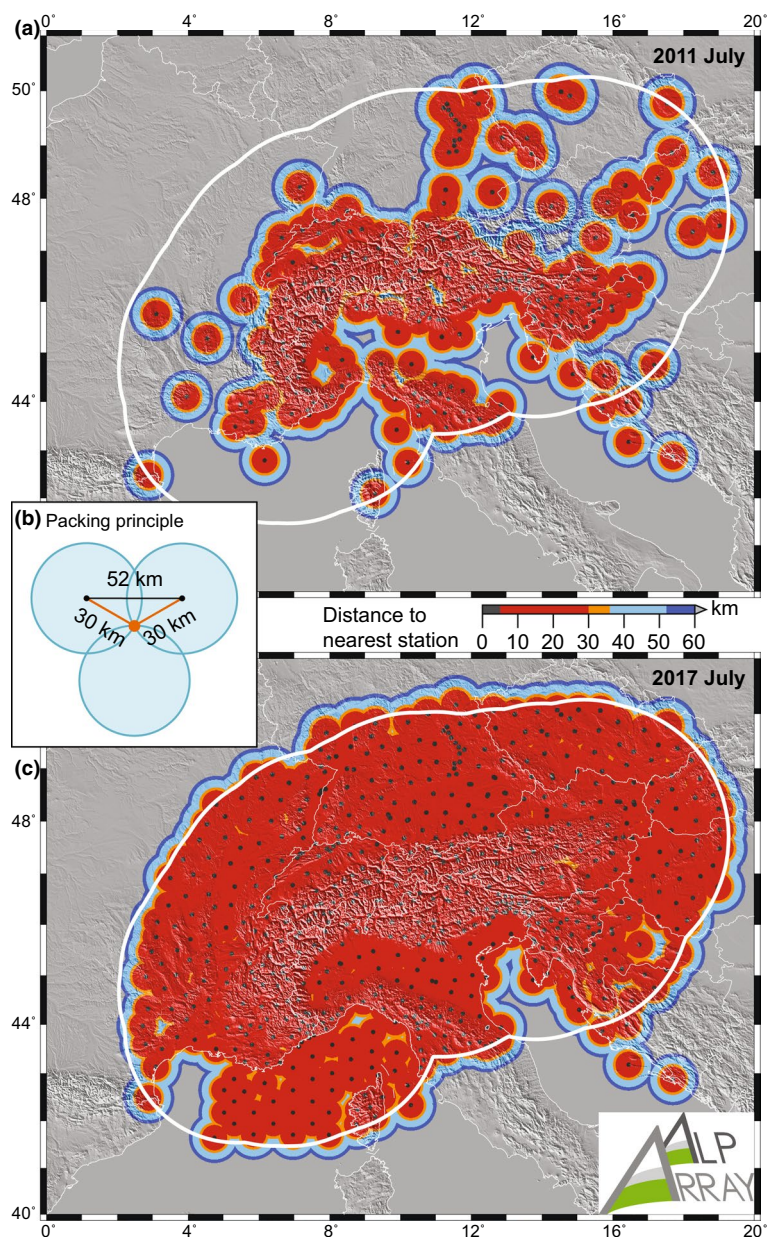 0° 4° 8° 12° 16° 20°
(a)
2011 July
50°
48°
46°
44°
(b) Packing principle
52 km
30 km 30 km
Distance to
nearest station
km
0 10 20 30 40 50 60
2017 July
(c)
48°
46°
44°
40°
0° 4° 8° 12° 16° 20°
ALP
ARRAY